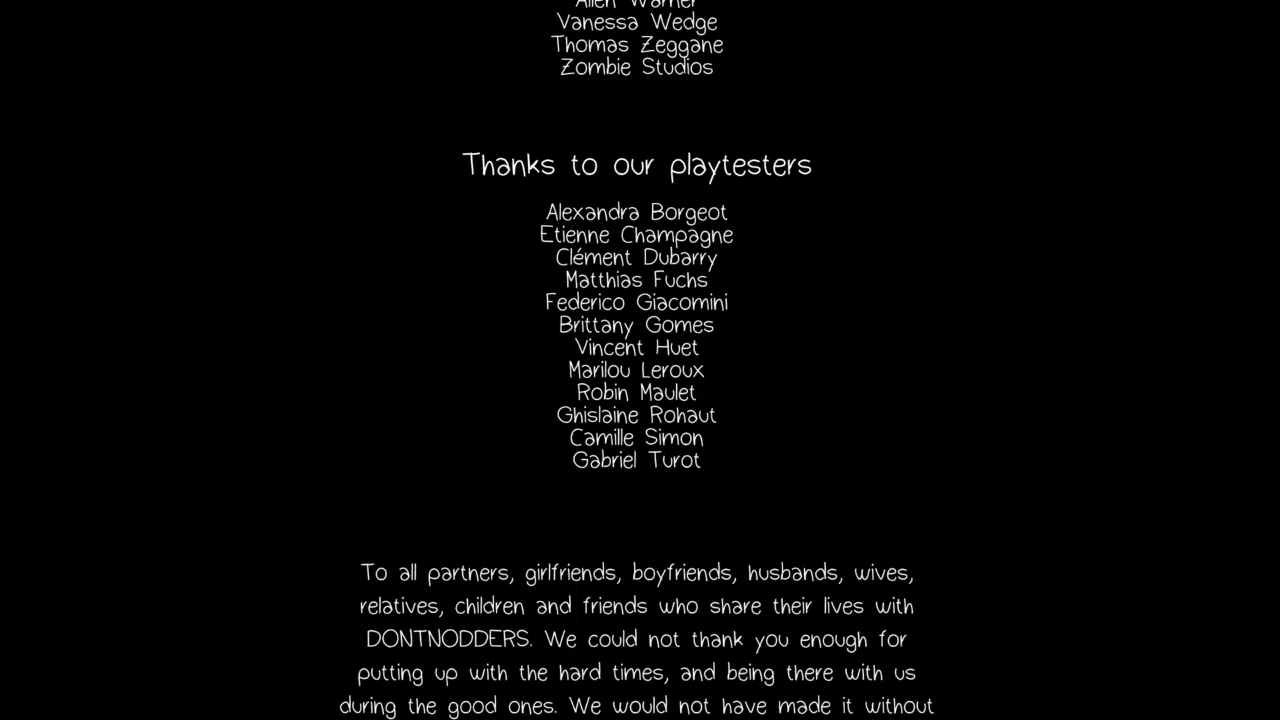 Allen Warner
Vanessa Wedge
Thomas Zeggane
Zombie Studios
Thanks to our playtesters
Alexandra Borgeot
Etienne Champagne
Clément Dubarry
Matthias Fuchs
Federico Giacomini
Brittany Gomes
Vincent Huet
Marilou Leroux
Robin Maulet
Ghislaine Rohaut
Camille Simon
Gabriel Turot
To all partners, girlfriends, boyfriends, husbands, wives,
relatives, children and friends who share their lives with
DONTNODDERS. We could not thank you enough for
putting up with the hard times, and being there with us
during the good ones. We would not have made it without